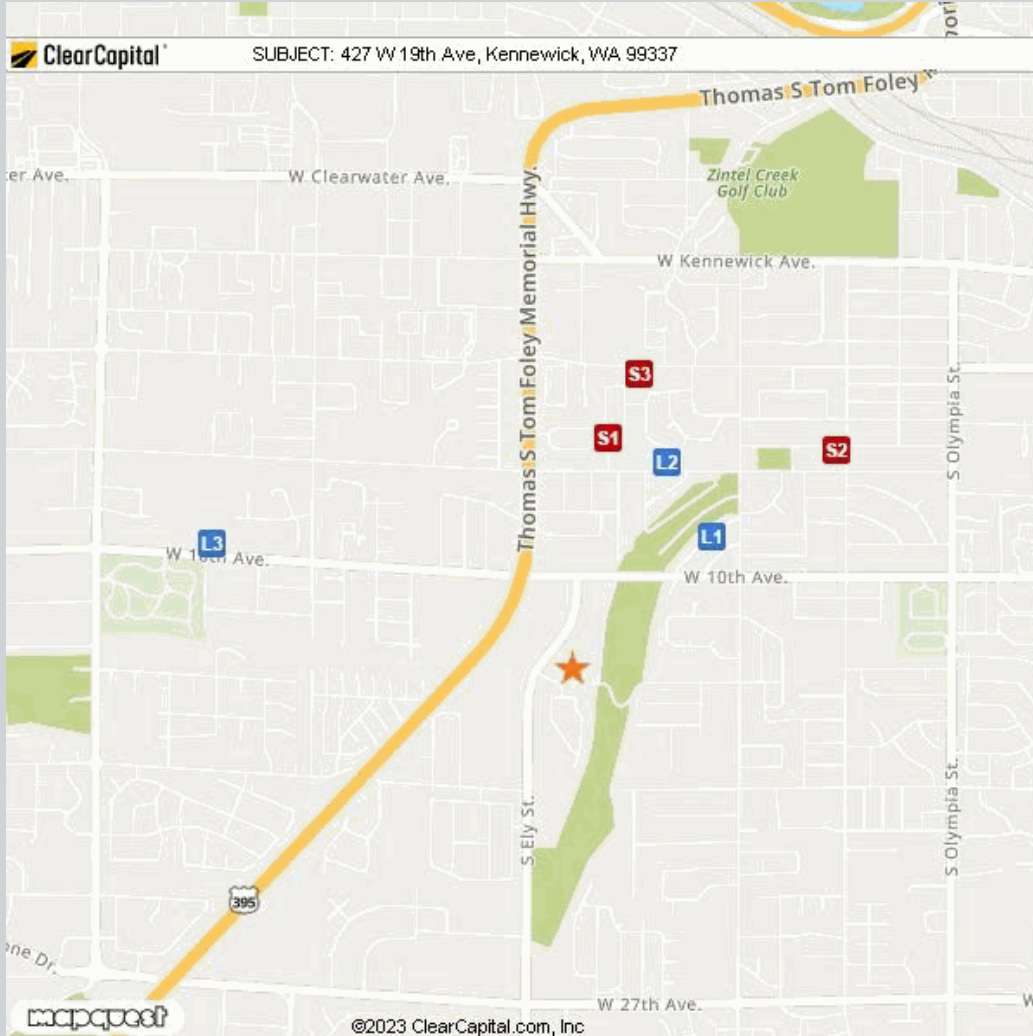 ClearCapital
SUBJECT: 427 W 19th Ave, Kennewick, WA 99337
Thomas S Tom Foley
er Ave.
W Clearwater Ave.
Zintel Creek
Golf Club
Thomas S Tom Foley Memorial Hwy.
W Kennewick Ave.
S3
S Olympia St.
S1
L2
S2
L3
L1
W 10th Ave.
W 10th Ave.
S Ely St.
S Olympia St.
395
one Dr.
W 27th Ave.
W
mapquest
©2023 ClearCapital.com, Inc